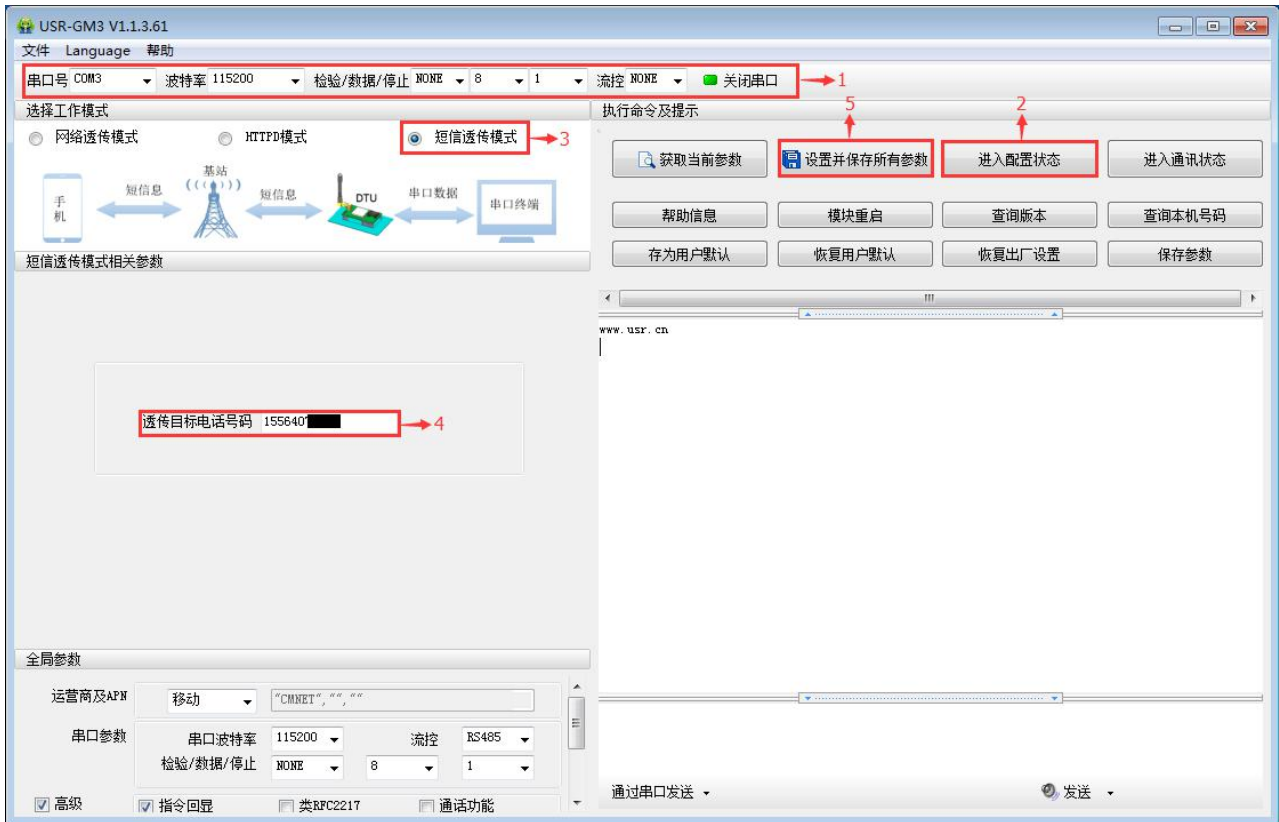 USR-GM3 V1.1.3.61
文件 Language 帮助
串口号 COM3 波特率 115200 检验/数据/停止 NONE 8 1 流控 NONE 关闭串口 1
选择工作模式
网络透传模式 HTTPD模式 短信透传模式 3
手机 短信息 基站 短信息 DTU 串口数据 串口终端
短信透传模式相关参数
透传目标电话号码 155640 4
全局参数
运营商及APN 移动 "CMNET","",""
串口参数 串口波特率 115200 流控 RS485
检验/数据/停止 NONE 8 1
高级 指令回显 类RFC2217 通话功能
执行命令及提示
5 2
获取当前参数 设置并保存所有参数 进入配置状态 进入通讯状态
帮助信息 模块重启 查询版本 查询本机号码
存为用户默认 恢复用户默认 恢复出厂设置 保存参数
www.usr.cn
通过串口发送 发送